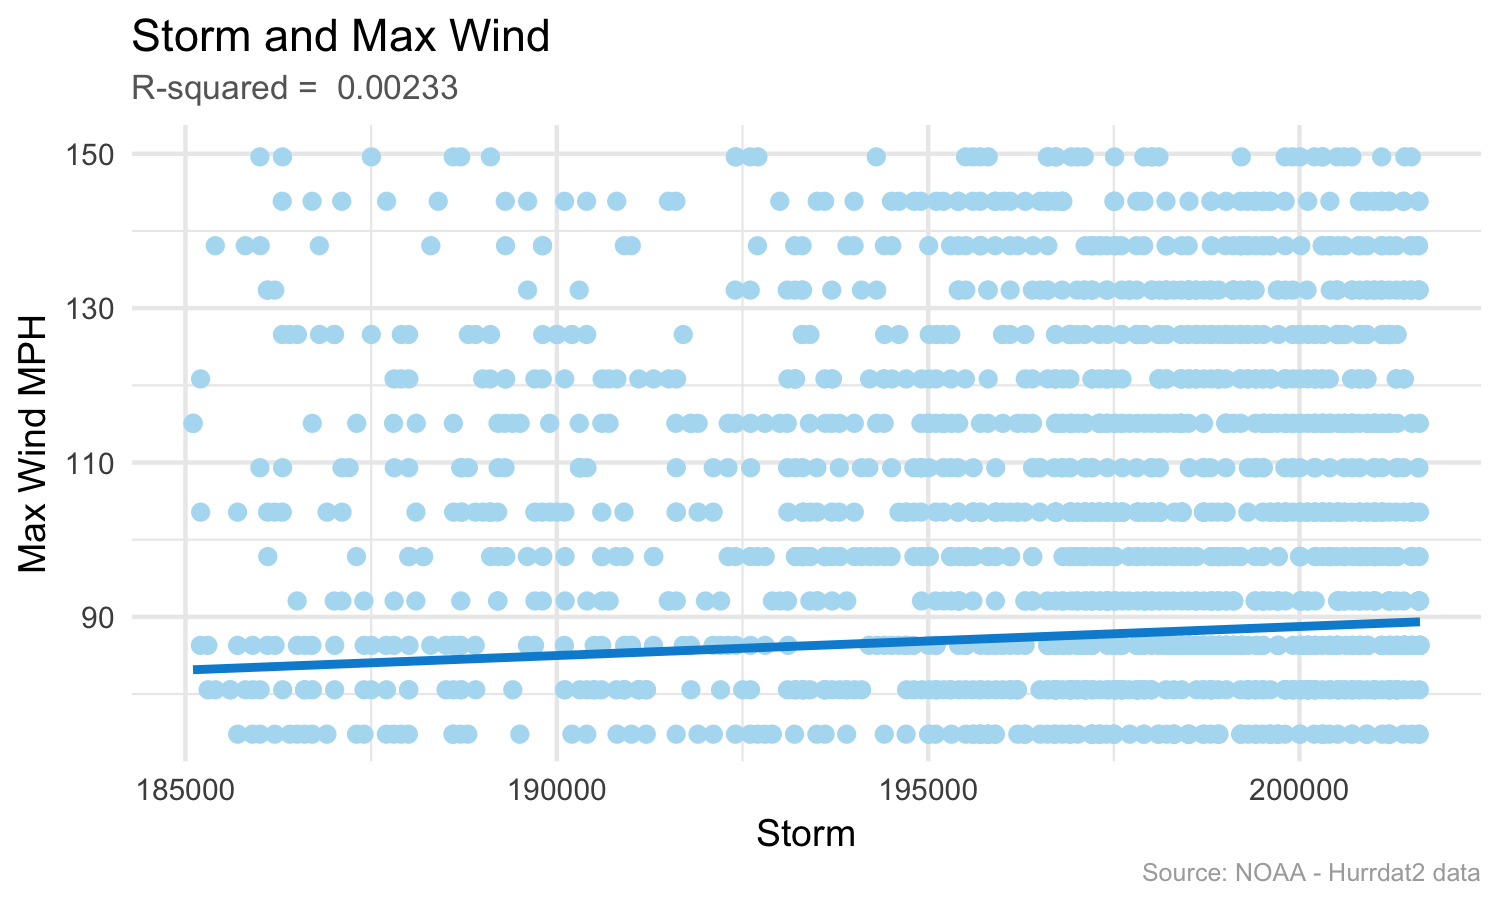 Storm and Max Wind
R-squared =  0.00233
Max Wind MPH
150
130
110
90
185000
190000
195000
200000
Storm
Source: NOAA - Hurrdat2 data